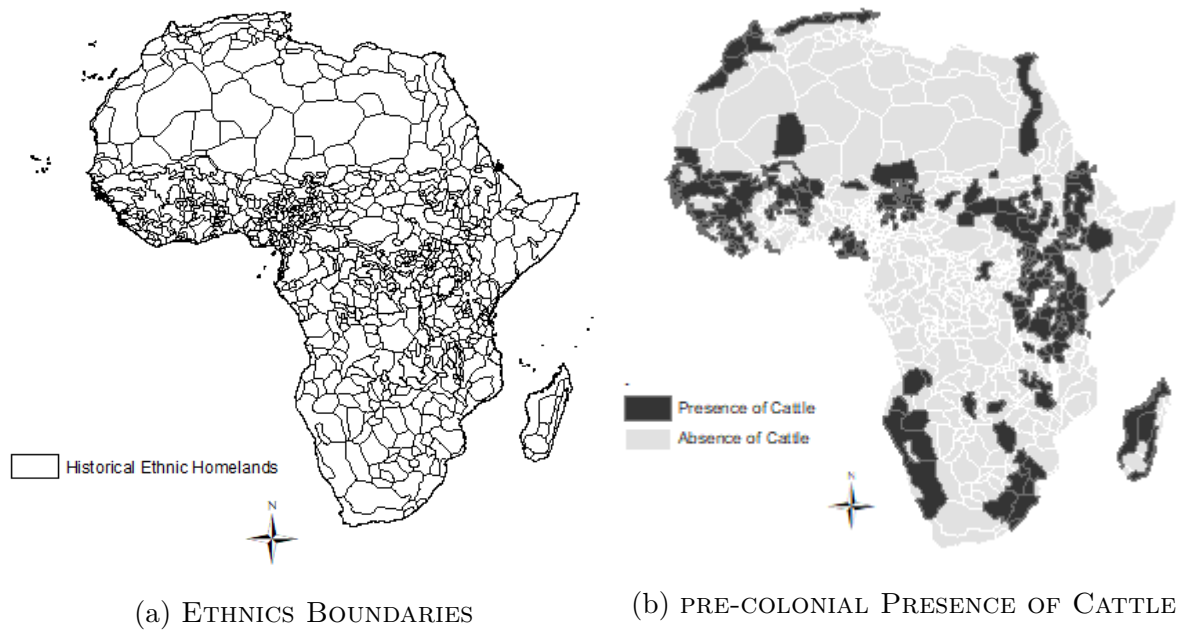 Historical Ethnic Homelands
N
(a) Ethnics Boundaries
Presence of Cattle
Absence of Cattle
N
(b) pre-colonial Presence of Cattle